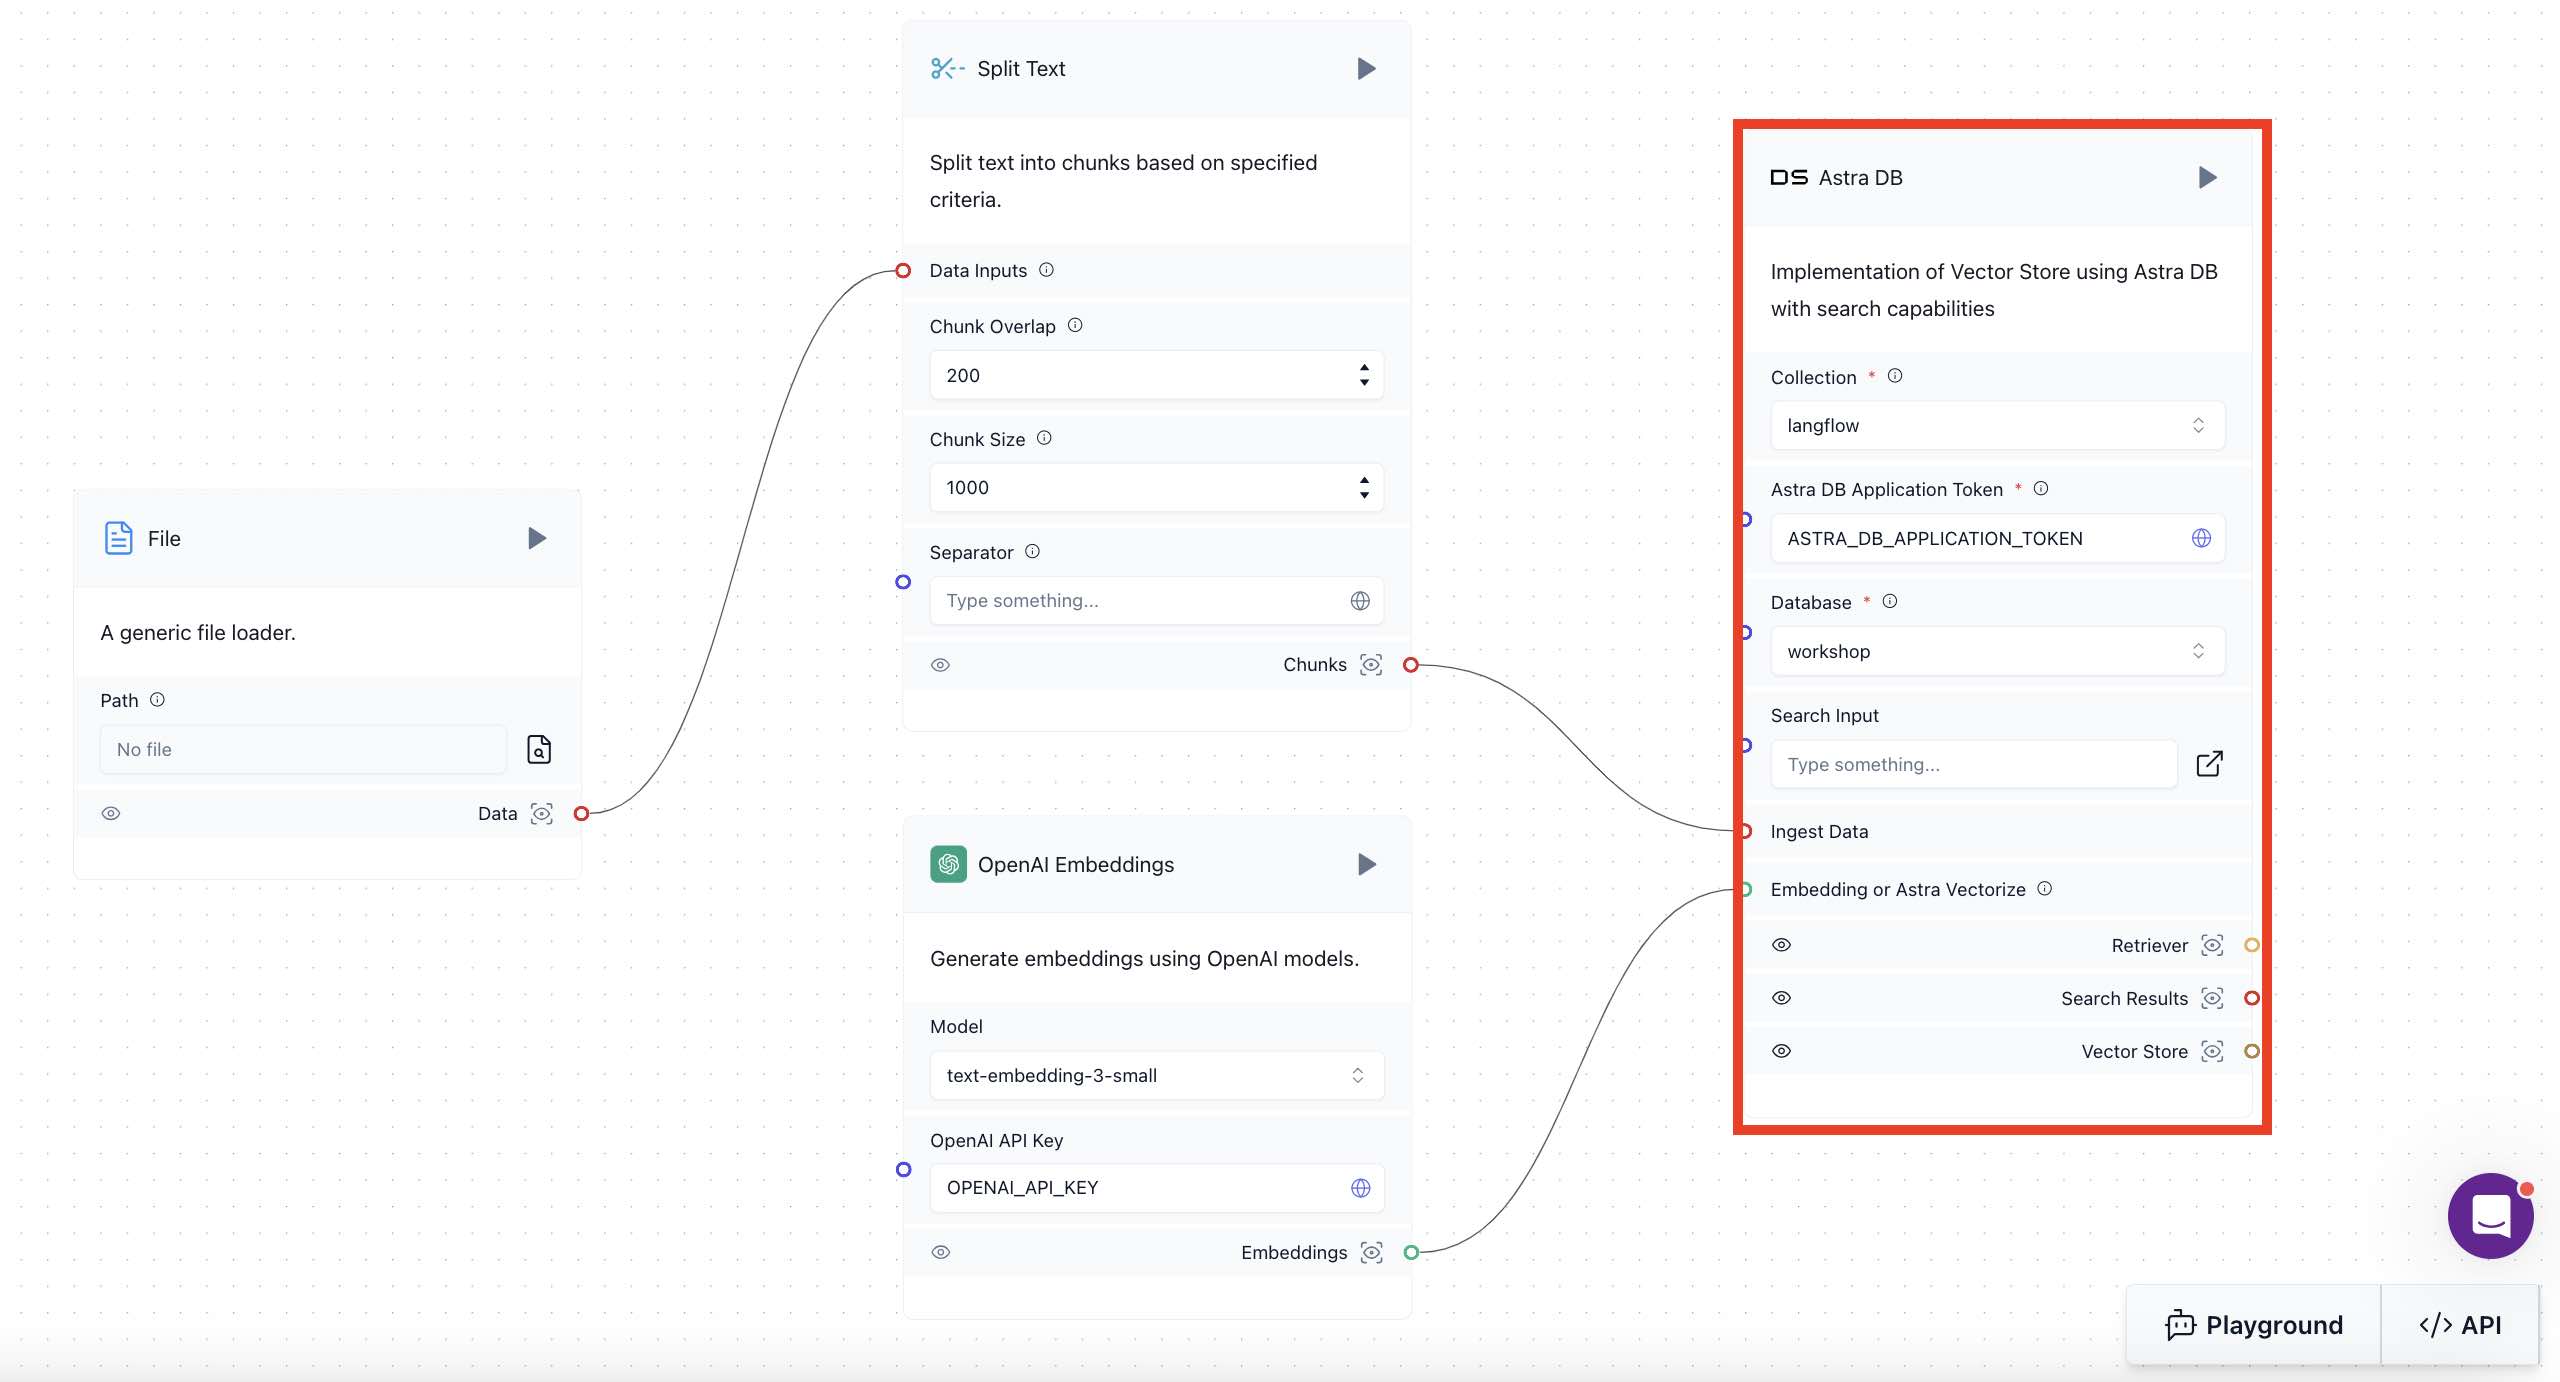 File
A generic file loader.
Path
No file
Data
Split Text
Split text into chunks based on specified
criteria.
Data Inputs
Chunk Overlap
200
Chunk Size
1000
Separator
Type something...
Chunks
OpenAI Embeddings
Generate embeddings using OpenAI models.
Model
text-embedding-3-small
OpenAI API Key
OPENAI_API_KEY
Embeddings
DS Astra DB
Implementation of Vector Store using Astra DB
with search capabilities
Collection *
langflow
Astra DB Application Token *
ASTRA_DB_APPLICATION_TOKEN
Database *
workshop
Search Input
Type something...
Ingest Data
Embedding or Astra Vectorize
Retriever
Search Results
Vector Store
Playground
</> API